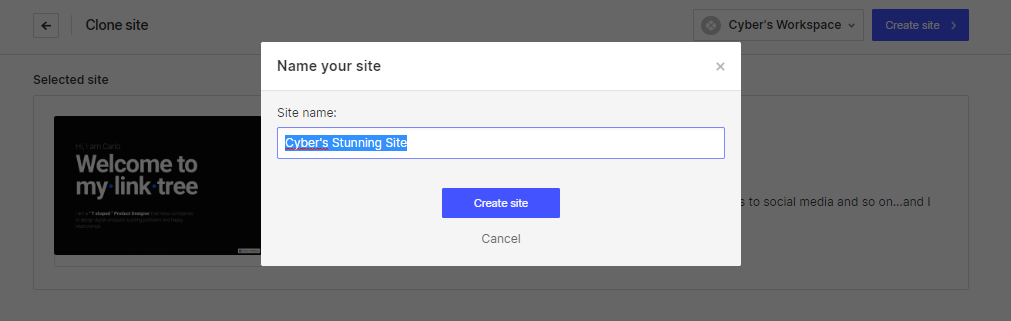 Clone site
Cyber's Workspace
Create site
Name your site
Selected site
Site name:
Cyber's Stunning Site
Hi, I am Carlo
Welcome to
my·link·tree
s to social media and so on...and I
Create site
Cancel